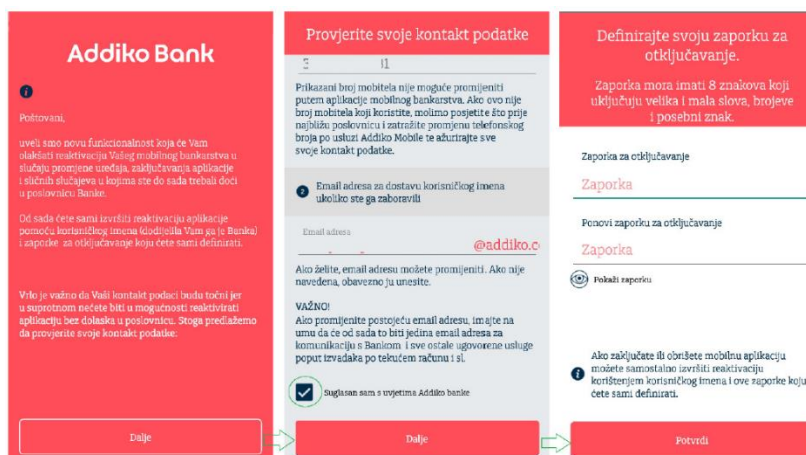 Addiko Bank
Poštovani,
uveli smo novu funkcionalnost koja će Vam
olakšati reaktivaciju Vašeg mobilnog bankarstva u
slučaju promjene uređaja, zaključavanja aplikacije
i sličnih slučajeva u kojima ste do sada trebali doći
u poslovnicu Banke.
Od sada ćete sami izvršiti reaktivaciju aplikacije
pomoću korisničkog imena (dodijelila Vam ga je Banka)
i zaporke za otključavanje koju ćete sami definirati.
Vrlo je važno da Vaši kontakt podaci budu točni jer
u suprotnom nećete biti u mogućnosti reaktivirati
aplikaciju bez dolaska u poslovnicu. Stoga predlažemo
da provjerite svoje kontakt podatke:
Dalje
Provjerite svoje kontakt podatke
Prikazani broj mobitela nije moguće promijeniti
putem aplikacije mobilnog bankarstva. Ako ovo nije
broj mobitela koji koristite, molimo posjetite što prije
najbližu poslovnicu i zatražite promjenu telefonskog
broja po usluzi Addiko Mobile te ažurirajte sve
svoje kontakt podatke.
2 Email adresa za dostavu korisničkog imena
ukoliko ste ga zaboravili
Email adresa
@addiko.c
Ako želite, email adresu možete promijeniti. Ako nije
navedena, obavezno ju unesite.
VAŽNO!
Ako promijenite postojeću email adresu, imajte na
umu da će od sada to biti jedina email adresa za
komunikaciju s Bankom i sve ostale ugovorene usluge
poput izvadaka po tekućem računu i sl.
Suglasan sam s uvjetima Addiko banke
Dalje
Definirajte svoju zaporku za
otključavanje.
Zaporka mora imati 8 znakova koji
uključuju velika i mala slova, brojeve
i posebni znak.
Zaporka za otključavanje
Zaporka
Ponovi zaporku za otključavanje
Zaporka
Pokaži zaporku
Ako zaključate ili obrišete mobilnu aplikaciju
možete samostalno izvršiti reaktivaciju
korištenjem korisničkog imena i ove zaporke koju
ćete sami definirati.
Potvrdi